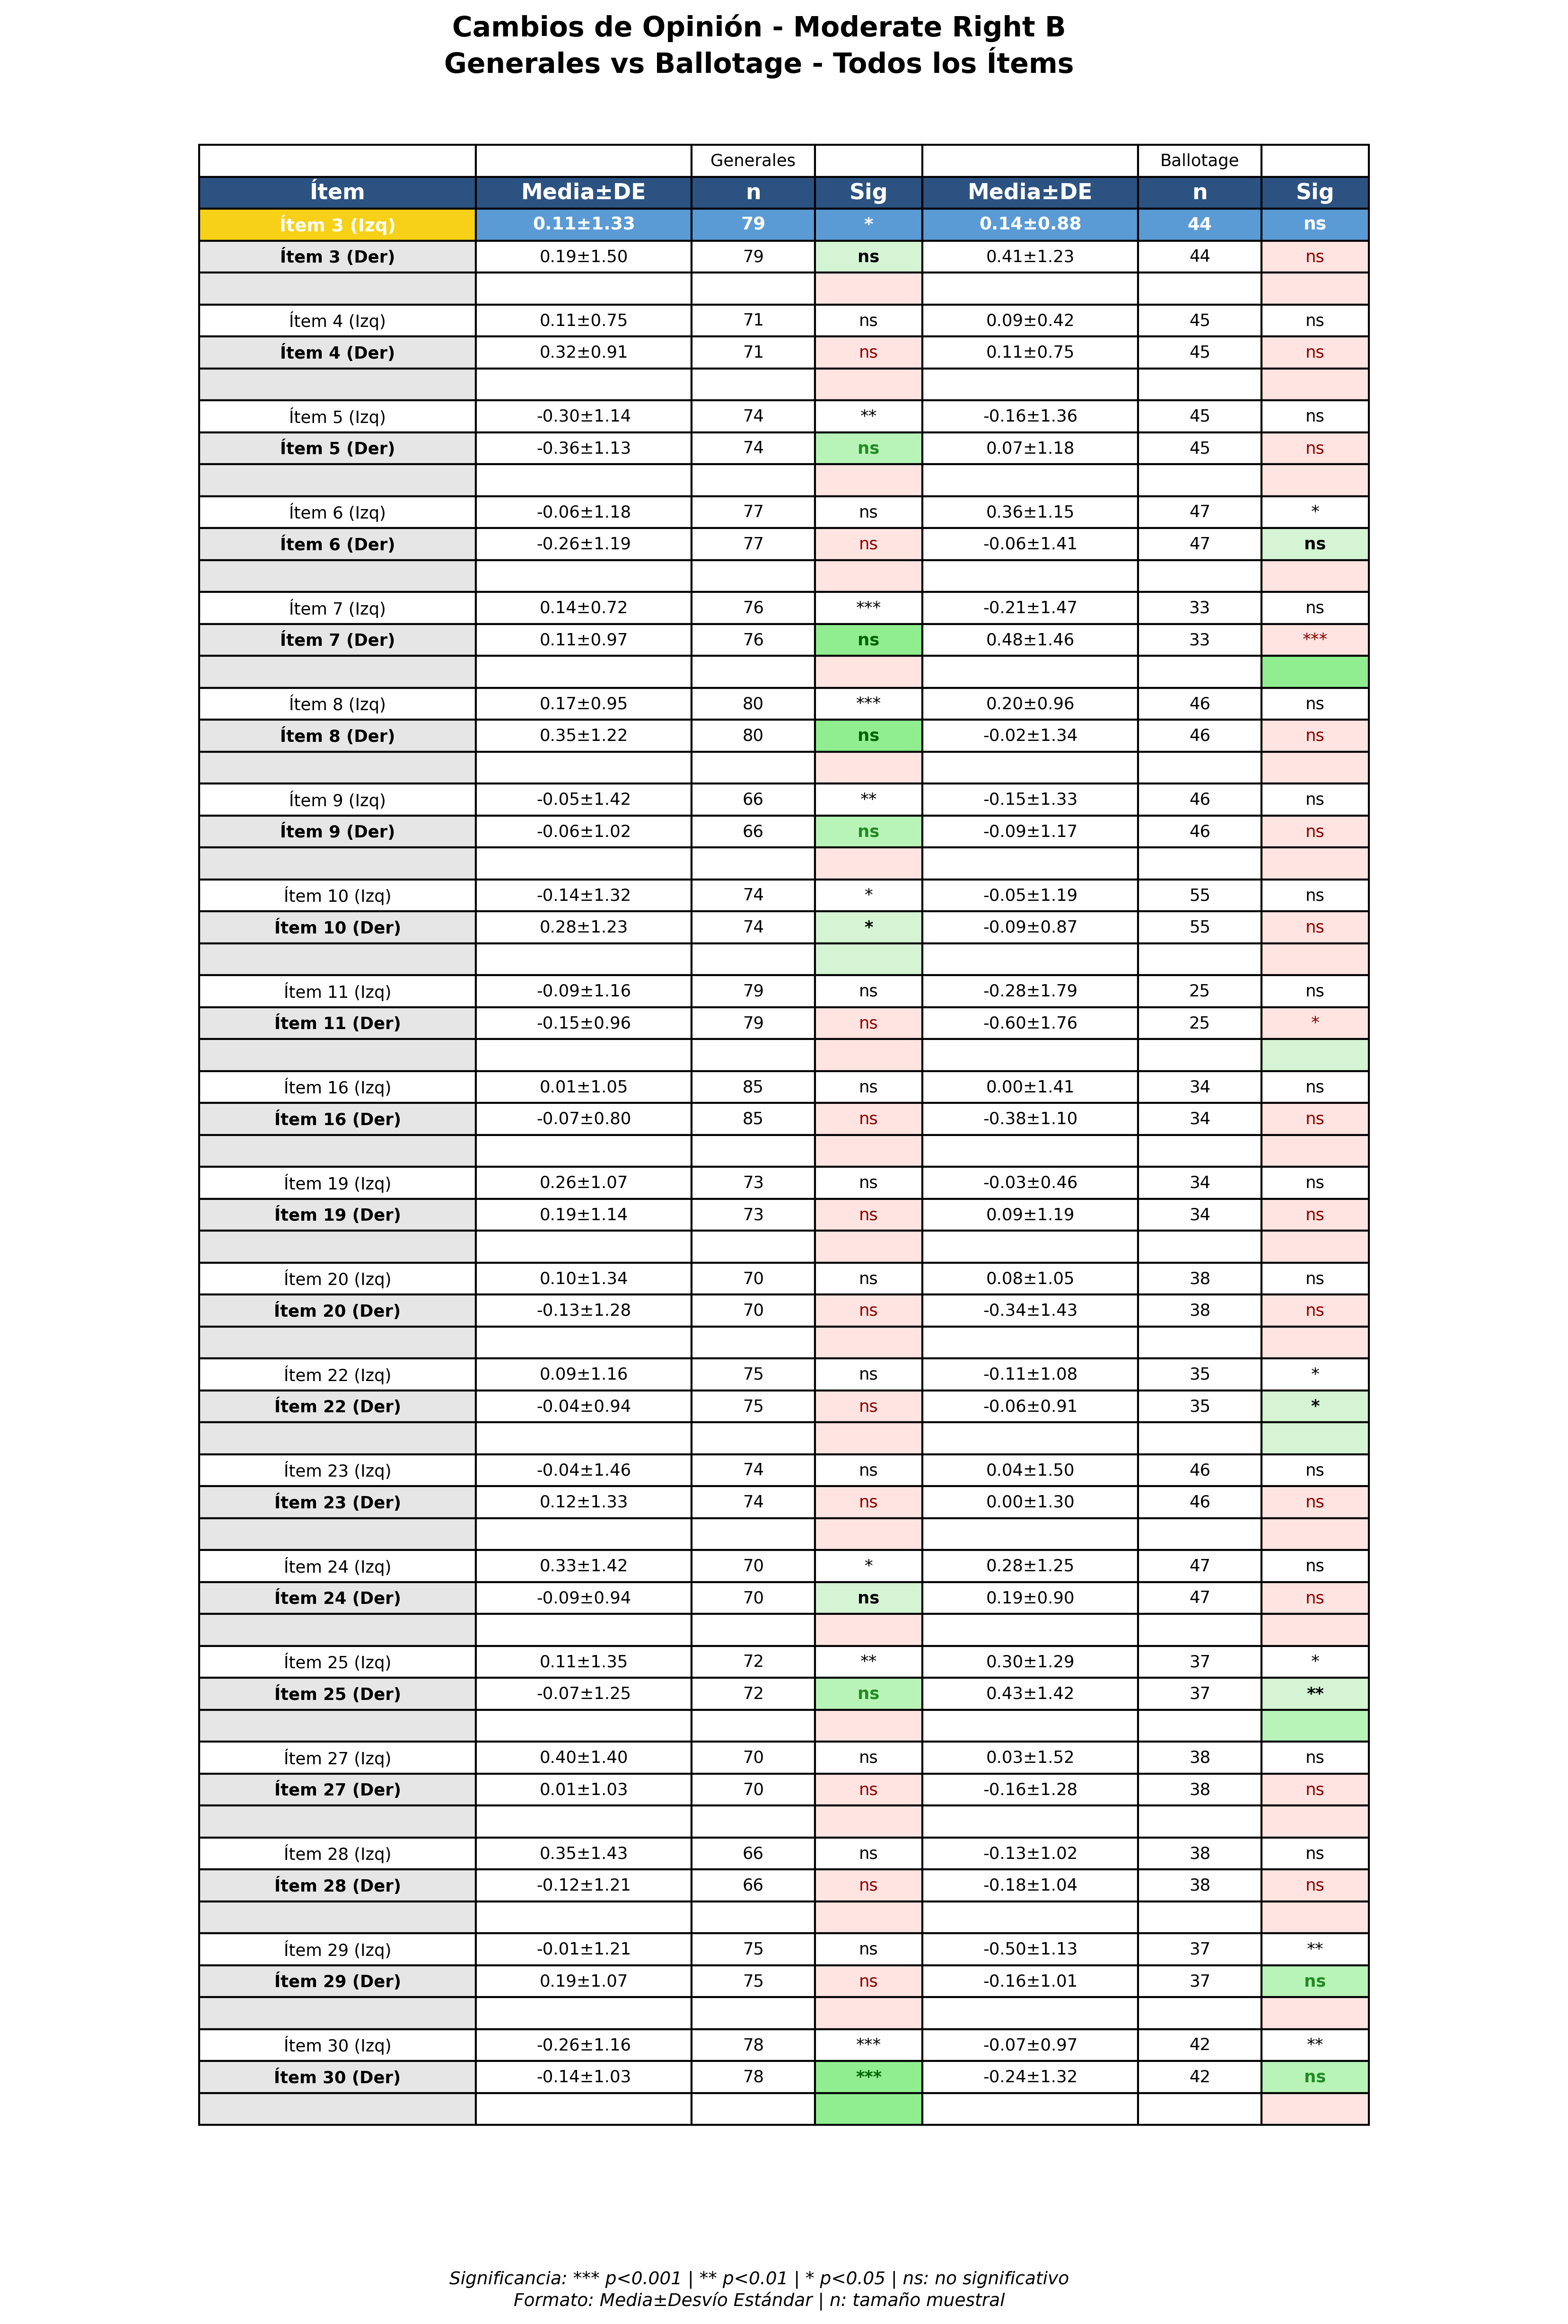 Cambios de Opinión - Moderate Right B
Generales vs Ballotage - Todos los Ítems
Generales Ballotage
Ítem Media±DE n Sig Media±DE n Sig
Ítem 3 (Izq) 0.11±1.33 79 * 0.14±0.88 44 ns
Ítem 3 (Der) 0.19±1.50 79 ns 0.41±1.23 44 ns
Ítem 4 (Izq) 0.11±0.75 71 ns 0.09±0.42 45 ns
Ítem 4 (Der) 0.32±0.91 71 ns 0.11±0.75 45 ns
Ítem 5 (Izq) -0.30±1.14 74 ** -0.16±1.36 45 ns
Ítem 5 (Der) -0.36±1.13 74 ns 0.07±1.18 45 ns
Ítem 6 (Izq) -0.06±1.18 77 ns 0.36±1.15 47 *
Ítem 6 (Der) -0.26±1.19 77 ns -0.06±1.41 47 ns
Ítem 7 (Izq) 0.14±0.72 76 *** -0.21±1.47 33 ns
Ítem 7 (Der) 0.11±0.97 76 ns 0.48±1.46 33 ***
Ítem 8 (Izq) 0.17±0.95 80 *** 0.20±0.96 46 ns
Ítem 8 (Der) 0.35±1.22 80 ns -0.02±1.34 46 ns
Ítem 9 (Izq) -0.05±1.42 66 ** -0.15±1.33 46 ns
Ítem 9 (Der) -0.06±1.02 66 ns -0.09±1.17 46 ns
Ítem 10 (Izq) -0.14±1.32 74 * -0.05±1.19 55 ns
Ítem 10 (Der) 0.28±1.23 74 * -0.09±0.87 55 ns
Ítem 11 (Izq) -0.09±1.16 79 ns -0.28±1.79 25 ns
Ítem 11 (Der) -0.15±0.96 79 ns -0.60±1.76 25 *
Ítem 16 (Izq) 0.01±1.05 85 ns 0.00±1.41 34 ns
Ítem 16 (Der) -0.07±0.80 85 ns -0.38±1.10 34 ns
Ítem 19 (Izq) 0.26±1.07 73 ns -0.03±0.46 34 ns
Ítem 19 (Der) 0.19±1.14 73 ns 0.09±1.19 34 ns
Ítem 20 (Izq) 0.10±1.34 70 ns 0.08±1.05 38 ns
Ítem 20 (Der) -0.13±1.28 70 ns -0.34±1.43 38 ns
Ítem 22 (Izq) 0.09±1.16 75 ns -0.11±1.08 35 *
Ítem 22 (Der) -0.04±0.94 75 ns -0.06±0.91 35 *
Ítem 23 (Izq) -0.04±1.46 74 ns 0.04±1.50 46 ns
Ítem 23 (Der) 0.12±1.33 74 ns 0.00±1.30 46 ns
Ítem 24 (Izq) 0.33±1.42 70 * 0.28±1.25 47 ns
Ítem 24 (Der) -0.09±0.94 70 ns 0.19±0.90 47 ns
Ítem 25 (Izq) 0.11±1.35 72 ** 0.30±1.29 37 *
Ítem 25 (Der) -0.07±1.25 72 ns 0.43±1.42 37 **
Ítem 27 (Izq) 0.40±1.40 70 ns 0.03±1.52 38 ns
Ítem 27 (Der) 0.01±1.03 70 ns -0.16±1.28 38 ns
Ítem 28 (Izq) 0.35±1.43 66 ns -0.13±1.02 38 ns
Ítem 28 (Der) -0.12±1.21 66 ns -0.18±1.04 38 ns
Ítem 29 (Izq) -0.01±1.21 75 ns -0.50±1.13 37 **
Ítem 29 (Der) 0.19±1.07 75 ns -0.16±1.01 37 ns
Ítem 30 (Izq) -0.26±1.16 78 *** -0.07±0.97 42 **
Ítem 30 (Der) -0.14±1.03 78 *** -0.24±1.32 42 ns
Significancia: *** p<0.001 | ** p<0.01 | * p<0.05 | ns: no significativo
Formato: Media±Desvío Estándar | n: tamaño muestral